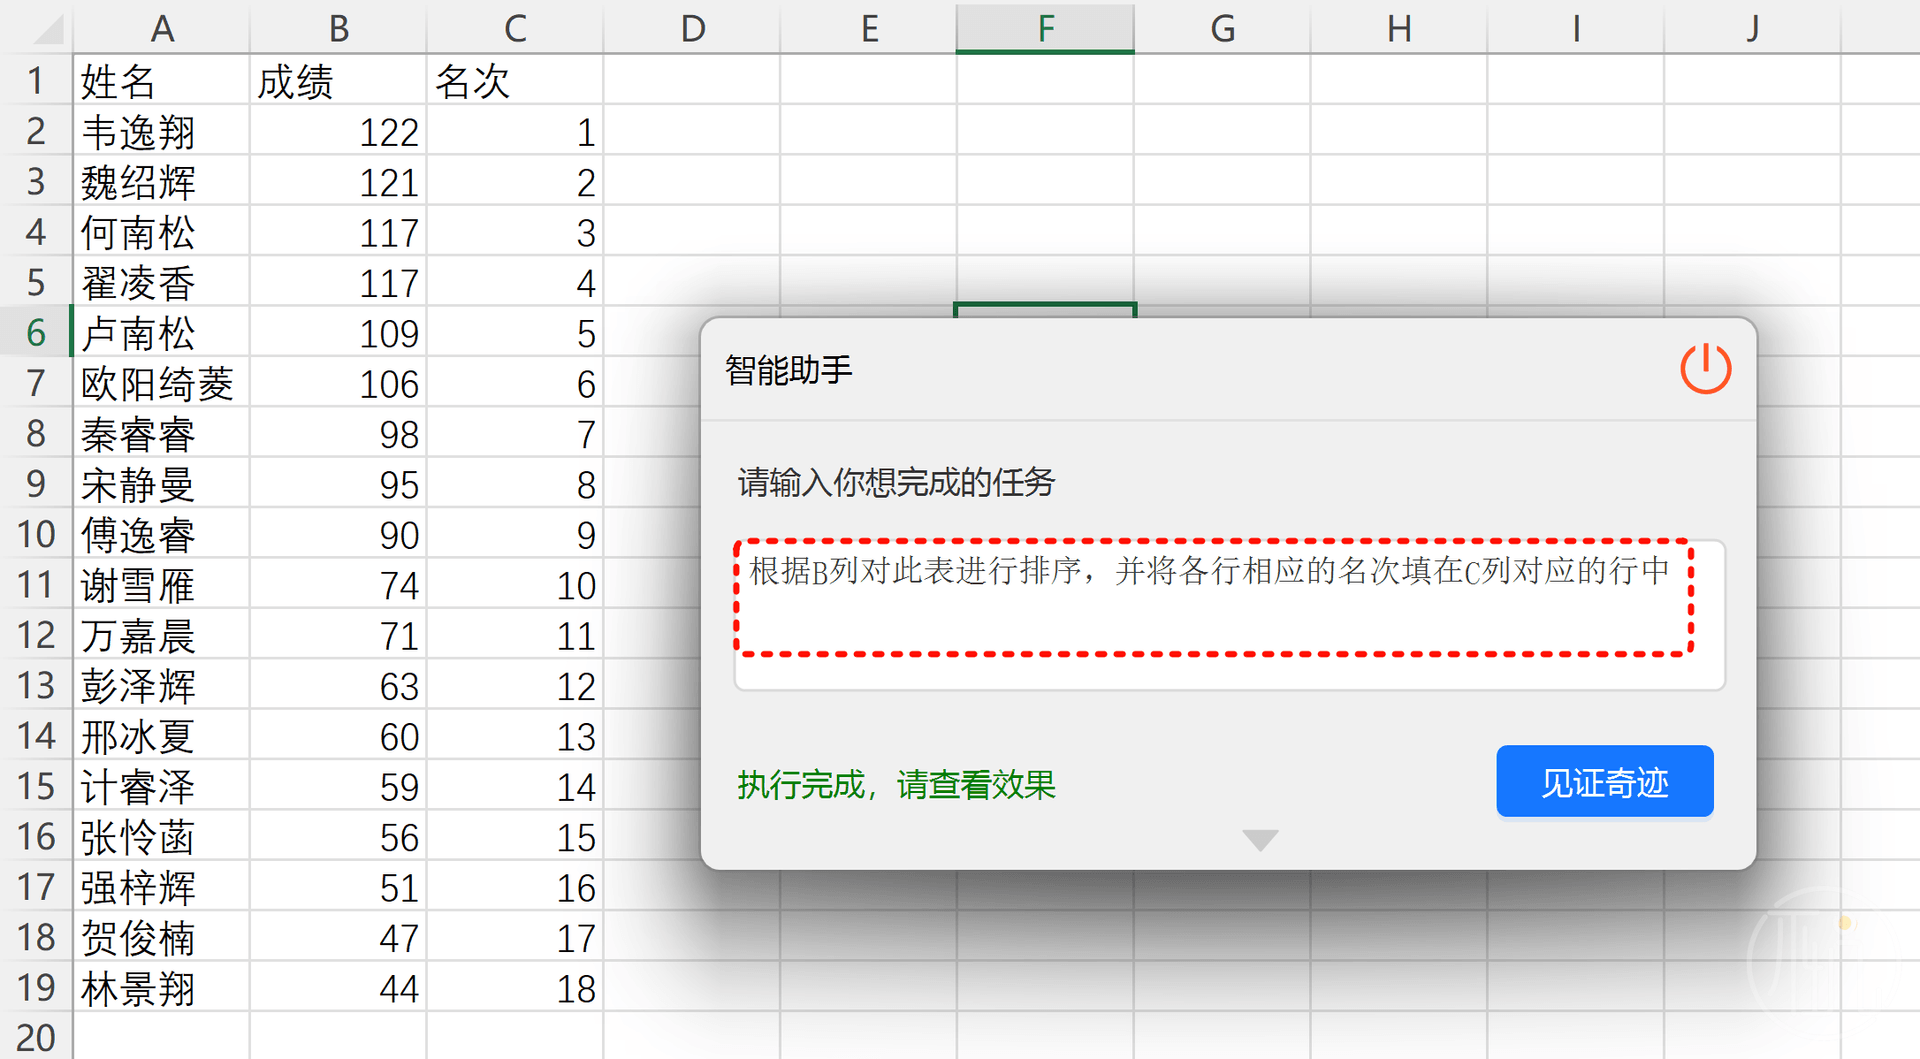 A B C D E F G H I J
1 姓名 成绩 名次
2 韦逸翔 122 1
3 魏绍辉 121 2
4 何南松 117 3
5 翟凌香 117 4
6 卢南松 109 5
7 欧阳绮菱 106 6
8 秦睿睿 98 7
9 宋静曼 95 8
10 傅逸睿 90 9
11 谢雪雁 74 10
12 万嘉晨 71 11
13 彭泽辉 63 12
14 邢冰夏 60 13
15 计睿泽 59 14
16 张怜菡 56 15
17 强梓辉 51 16
18 贺俊楠 47 17
19 林景翔 44 18
20
智能助手
请输入你想完成的任务
根据B列对此表进行排序，并将各行相应的名次填在C列对应的行中
执行完成，请查看效果
见证奇迹